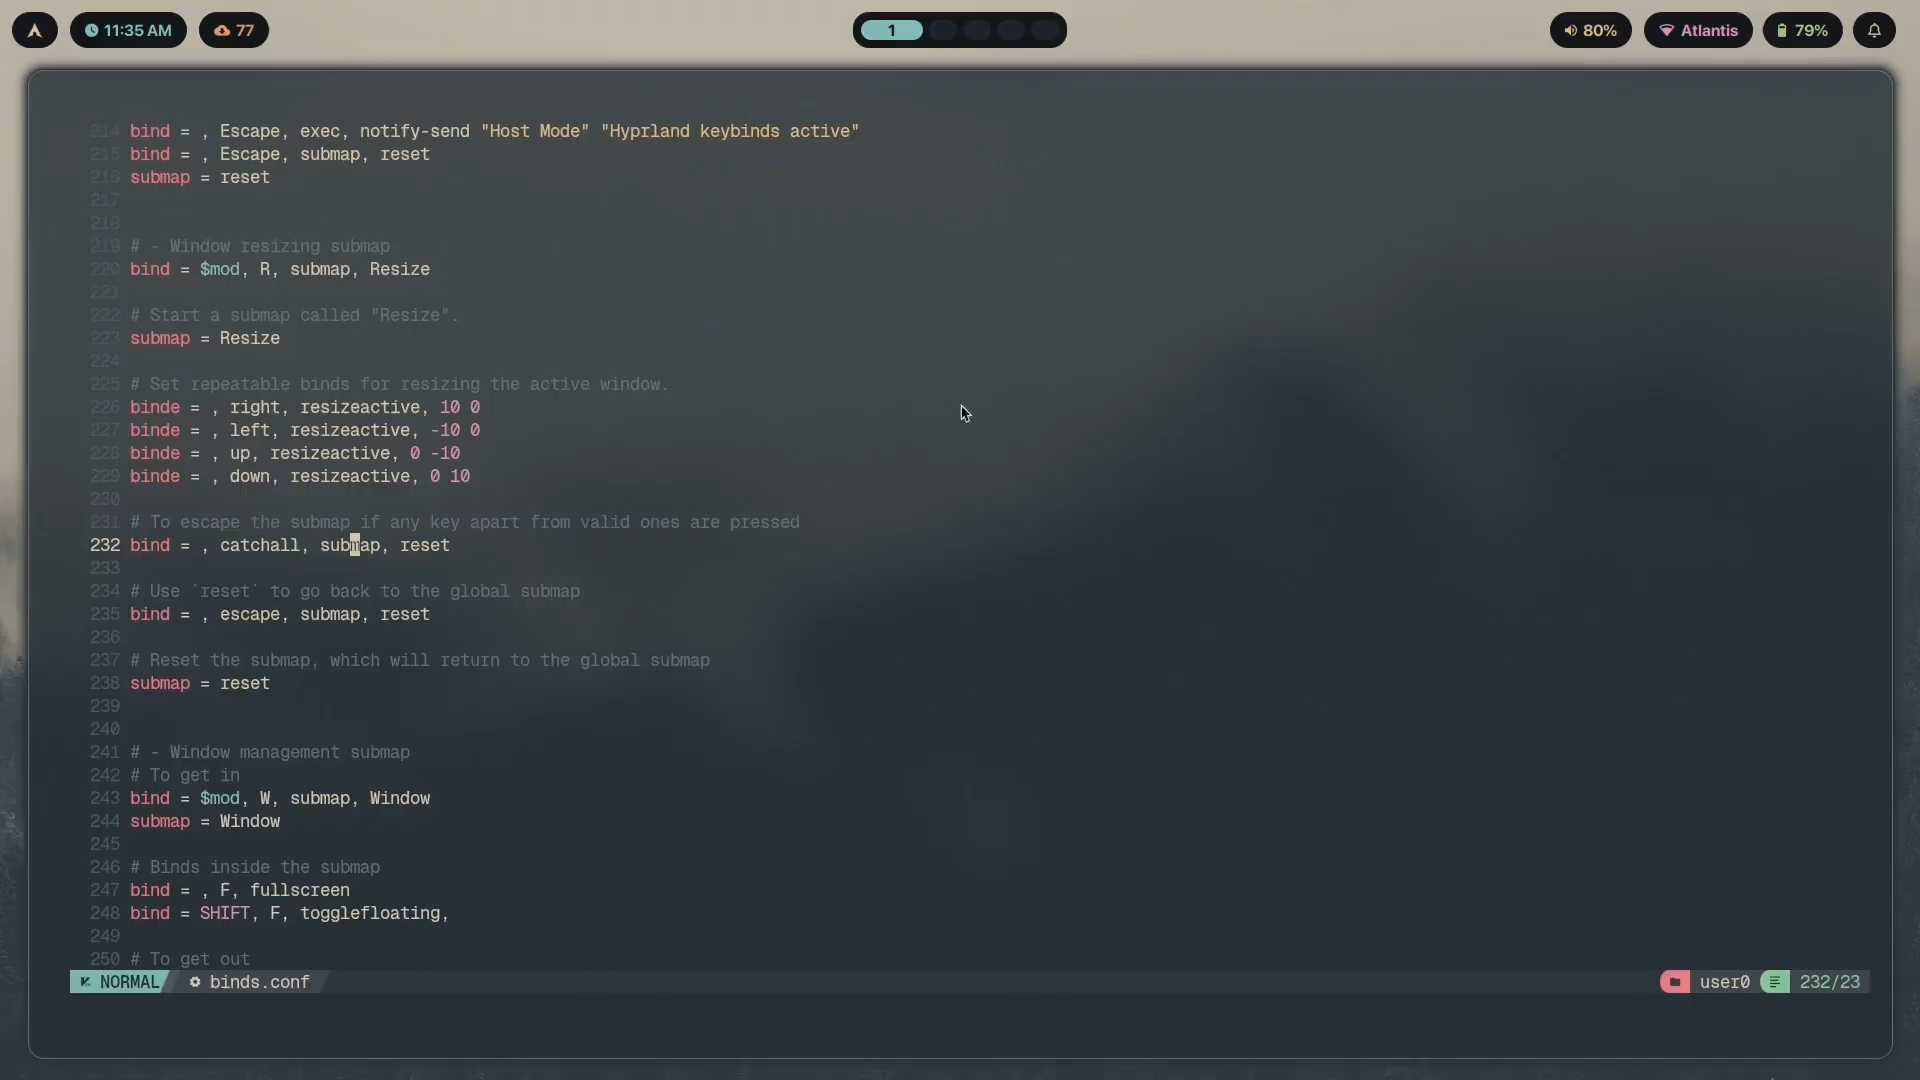 11:35 AM
77
1
80%
Atlantis
79%
214 bind = , Escape, exec, notify-send "Host Mode" "Hyprland keybinds active"
215 bind = , Escape, submap, reset
216 submap = reset
217
218
219 # - Window resizing submap
220 bind = $mod, R, submap, Resize
221
222 # Start a submap called "Resize".
223 submap = Resize
224
225 # Set repeatable binds for resizing the active window.
226 binde = , right, resizeactive, 10 0
227 binde = , left, resizeactive, -10 0
228 binde = , up, resizeactive, 0 -10
229 binde = , down, resizeactive, 0 10
230
231 # To escape the submap if any key apart from valid ones are pressed
232 bind = , catchall, submap, reset
233
234 # Use `reset` to go back to the global submap
235 bind = , escape, submap, reset
236
237 # Reset the submap, which will return to the global submap
238 submap = reset
239
240
241 # - Window management submap
242 # To get in
243 bind = $mod, W, submap, Window
244 submap = Window
245
246 # Binds inside the submap
247 bind = , F, fullscreen
248 bind = SHIFT, F, togglefloating,
249
250 # To get out
NORMAL binds.conf user0 232/23